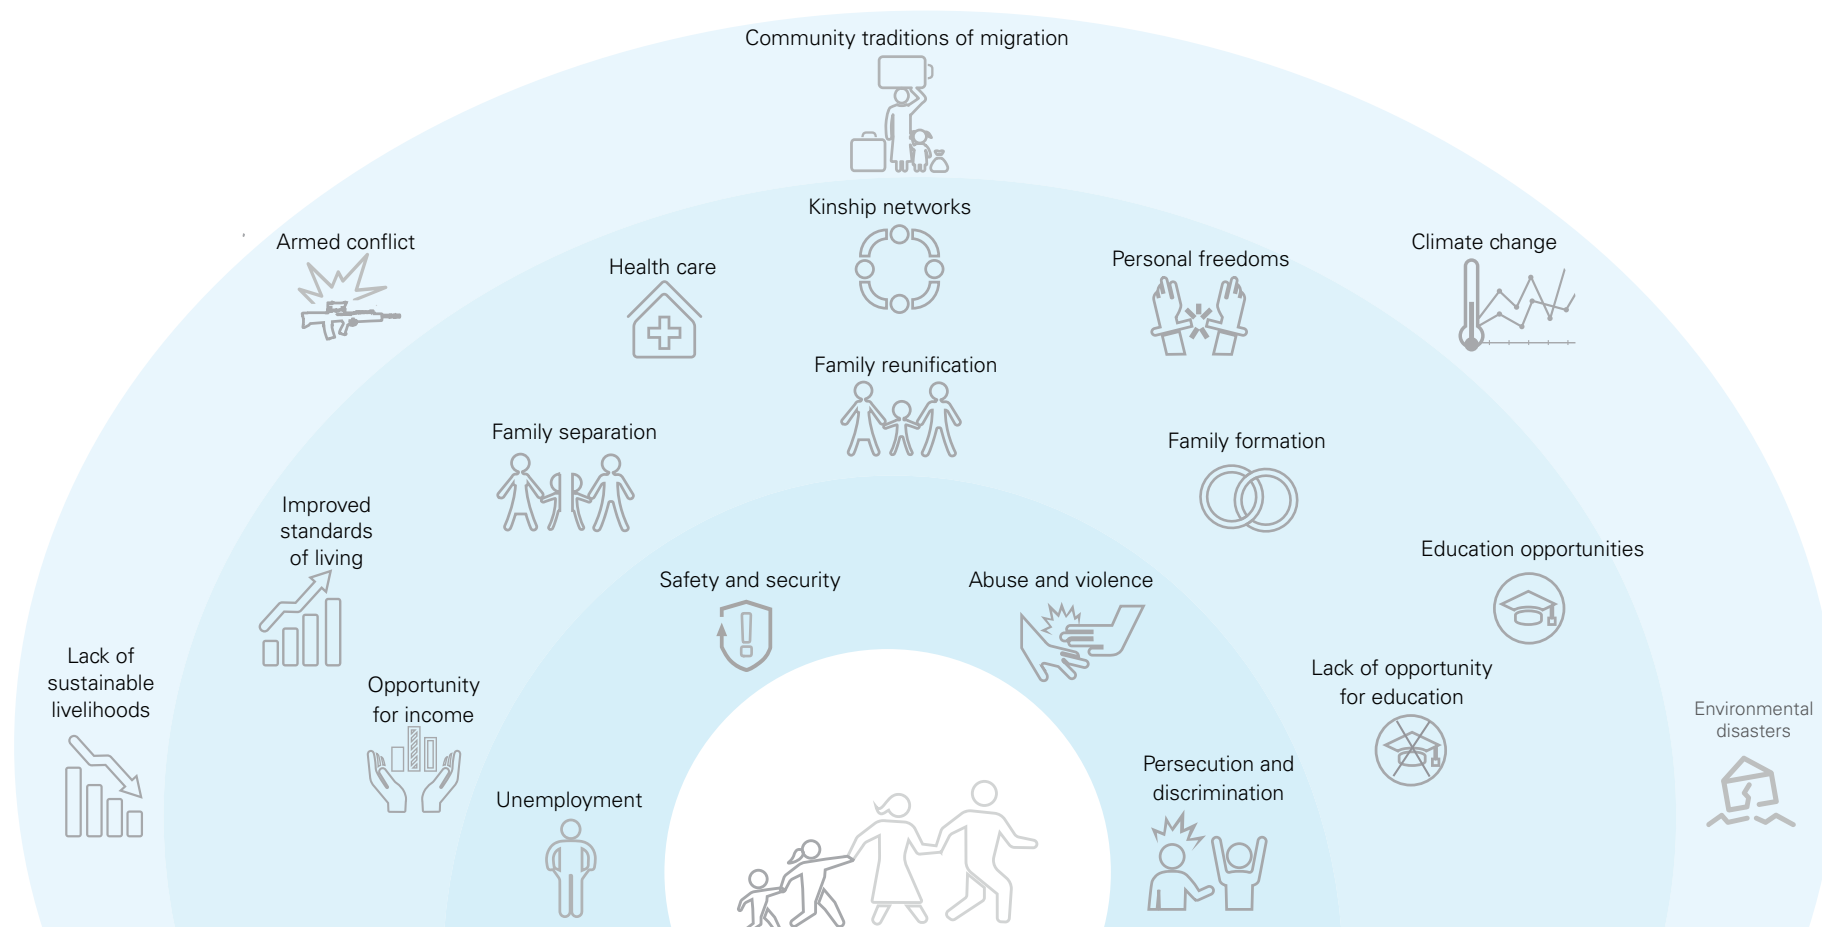 Community traditions of migration
Kinship networks
Armed conflict
Climate change
Health care
Personal freedoms
Family reunification
Family separation
Family formation
Improved
standards
of living
Education opportunities
Safety and security
Abuse and violence
Lack of
sustainable
livelihoods
Opportunity
for income
Lack of opportunity
for education
Environmental
disasters
Unemployment
Persecution and
discrimination